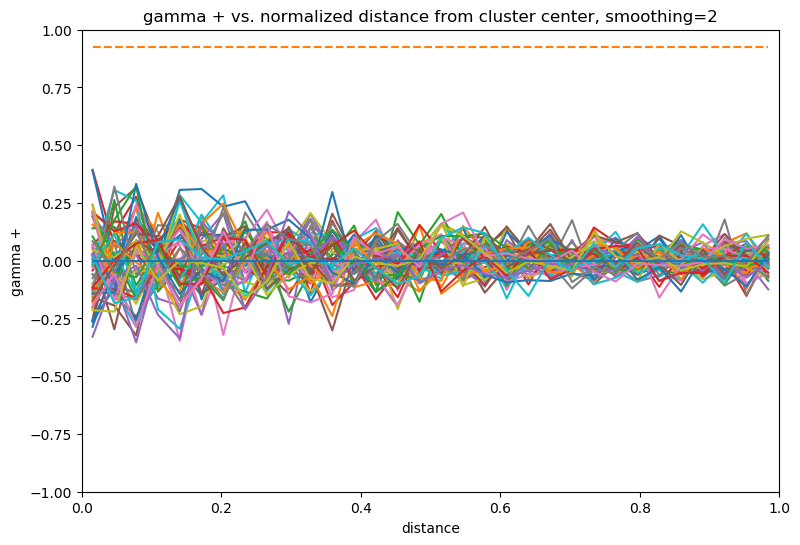 gamma + vs. normalized distance from cluster center, smoothing=2
1.00
0.75
0.50
0.25
0.00
−0.25
−0.50
−0.75
−1.00
gamma +
0.0 0.2 0.4 0.6 0.8 1.0
distance